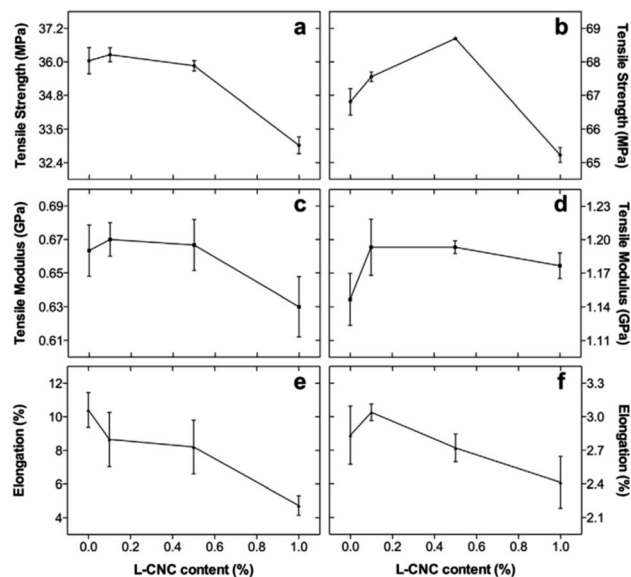 a
b
37.2
36.0
34.8
33.6
32.4
Tensile Strength (MPa)
69
68
67
66
65
Tensile Strength
(MPa)
c
d
0.69
0.67
0.65
0.63
0.61
Tensile Modulus (GPa)
1.23
1.20
1.17
1.14
1.11
Tensile
Modulus (GPa)
e
f
12
10
8
6
4
Elongation (%)
3.3
3.0
2.7
2.4
2.1
Elongation
(%)
0.0 0.2 0.4 0.6 0.8 1.0
0.0 0.2 0.4 0.6 0.8 1.0
L-CNC content (%)
L-CNC content (%)